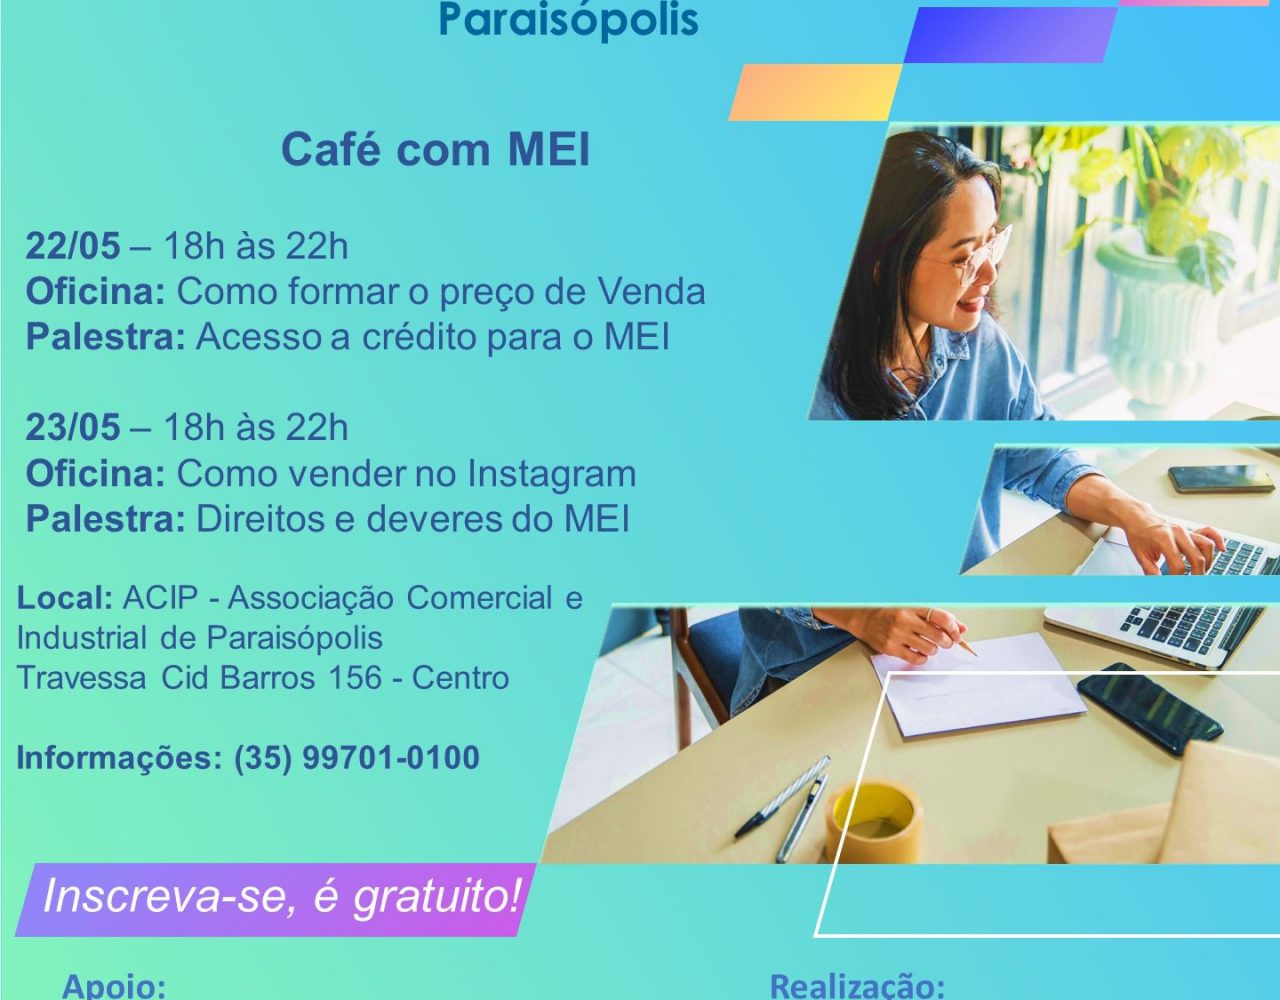 Paraisópolis
Café com MEI
22/05 – 18h às 22h
Oficina: Como formar o preço de Venda
Palestra: Acesso a crédito para o MEI
23/05 – 18h às 22h
Oficina: Como vender no Instagram
Palestra: Direitos e deveres do MEI
Local: ACIP - Associação Comercial e
Industrial de Paraisópolis
Travessa Cid Barros 156 - Centro
Informações: (35) 99701-0100
Inscreva-se, é gratuito!
Apoio:
Realização: